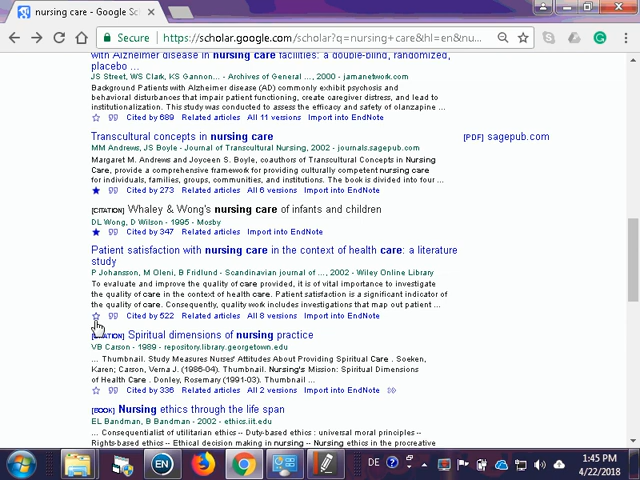 nursing care - Google Sc
Secure https://scholar.google.com/scholar?q=nursing+care&hl=en&nu...
with Alzheimer disease in nursing care facilities: a double-blind, randomized,
placebo ...
JS Street, WS Clark, KS Gannon... - Archives of General ..., 2000 - jamanetwork.com
Background Patients with Alzheimer disease (AD) commonly exhibit psychosis and
behavioral disturbances that impair patient functioning, create caregiver distress, and lead to
institutionalization. This study was conducted to assess the efficacy and safety of olanzapine ...
Cited by 689 Related articles All 11 versions Import into EndNote
Transcultural concepts in nursing care
[PDF] sagepub.com
MM Andrews, JS Boyle - Journal of Transcultural Nursing, 2002 - journals.sagepub.com
Margaret M. Andrews and Joyceen S. Boyle, coauthors of Transcultural Concepts in Nursing
Care, provide a comprehensive framework for providing culturally competent nursing care
individuals, families, groups, communities, and institutions. The book is divided into four ...
Cited by 273 Related articles All 6 versions Import into EndNote
[CITATION] Whaley & Wong's nursing care of infants and children
DL Wong, D Wilson - 1995 - Mosby
Cited by 347 Related articles Import into EndNote
Patient satisfaction with nursing care in the context of health care: a literature
study
P Johansson, M Oleni, B Fridlund - Scandinavian journal of ..., 2002 - Wiley Online Library
To evaluate and improve the quality of care provided, it is of vital importance to investigate
the quality of care in the context of health care. Patient satisfaction is a significant indicator of
the quality of care. Consequently, quality work includes investigations that map out patient ...
Cited by 522 Related articles All 8 versions Import into EndNote
[CITATION] Spiritual dimensions of nursing practice
VB Carson - 1989 - repository.library.georgetown.edu
... Thumbnail. Study Measures Nurses' Attitudes About Providing Spiritual Care . Soeken,
Karen; Carson, Verna J. (1986-04). Thumbnail. Nursing's Mission: Spiritual Dimensions
of Health Care . Donley, Rosemary (1991-03). Thumbnail ...
Cited by 336 Related articles All 2 versions Import into EndNote
[BOOK] Nursing ethics through the life span
EL Bandman, B Bandman - 2002 - ethics.iit.edu
... Consequentialist of utilitarian ethics -- Duty-based ethics : universal moral principles --
Rights-based ethics -- Ethical decision making in nursing -- Nursing ethics in the procreative
EN
DE
1:45 PM
4/22/2018